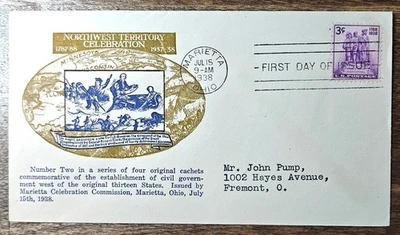 NORTHWEST TERRITORY
CELEBRATION
1787-88 1937-38
MINNESOTA
WISCONSIN
Number Two in a series of four original cachets
commemorative of the establishment of civil govern-
ment west of the original thirteen States. Issued by
Marietta Celebration Commission, Marietta, Ohio, July
15th, 1938.
MARIETTA
JUL 15
9-AM
1938
OHIO
FIRST DAY OF ISSUE
3¢
U.S. POSTAGE
Mr. John Pump,
1002 Hayes Avenue,
Fremont, O.